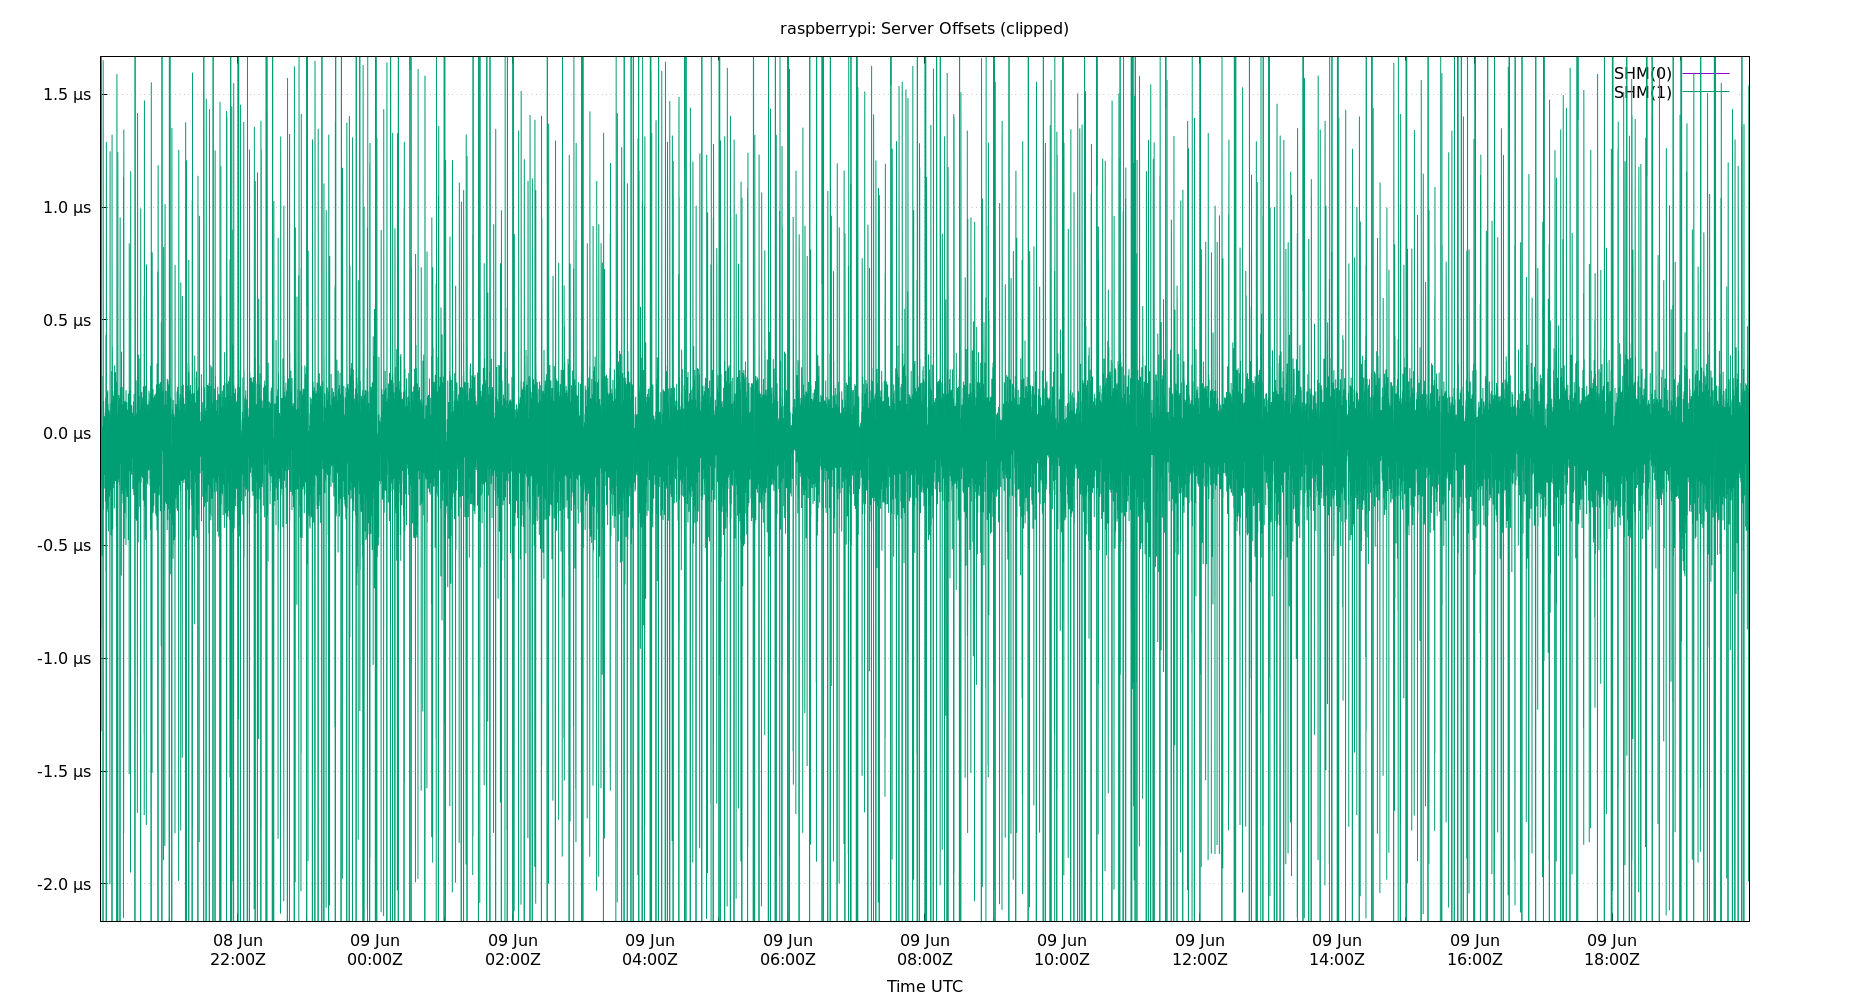 raspberrypi: Server Offsets (clipped)
SHM(0)
SHM(1)
1.5 µs
1.0 µs
0.5 µs
0.0 µs
-0.5 µs
-1.0 µs
-1.5 µs
-2.0 µs
08 Jun 09 Jun 09 Jun 09 Jun 09 Jun 09 Jun 09 Jun 09 Jun 09 Jun 09 Jun 09 Jun
22:00Z 00:00Z 02:00Z 04:00Z 06:00Z 08:00Z 10:00Z 12:00Z 14:00Z 16:00Z 18:00Z
Time UTC